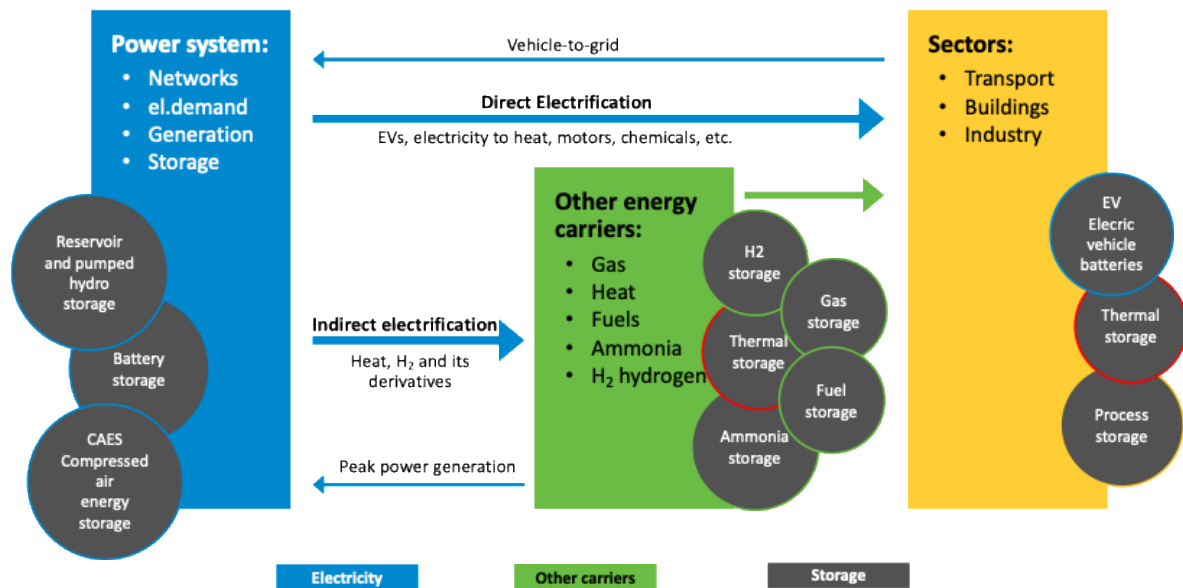 Power system:
• Networks
• el.demand
• Generation
• Storage
Reservoir
and pumped
hydro
storage
Battery
storage
CAES
Compressed
air
energy
storage
Vehicle-to-grid
Direct Electrification
EVs, electricity to heat, motors, chemicals, etc.
Indirect electrification
Heat, H₂ and its
derivatives
Peak power generation
Other energy
carriers:
• Gas
• Heat
• Fuels
• Ammonia
• H₂ hydrogen
H2
storage
Gas
storage
Thermal
storage
Fuel
storage
Ammonia
storage
Sectors:
• Transport
• Buildings
• Industry
EV
Elecric
vehicle
batteries
Thermal
storage
Process
storage
Electricity
Other carriers
Storage